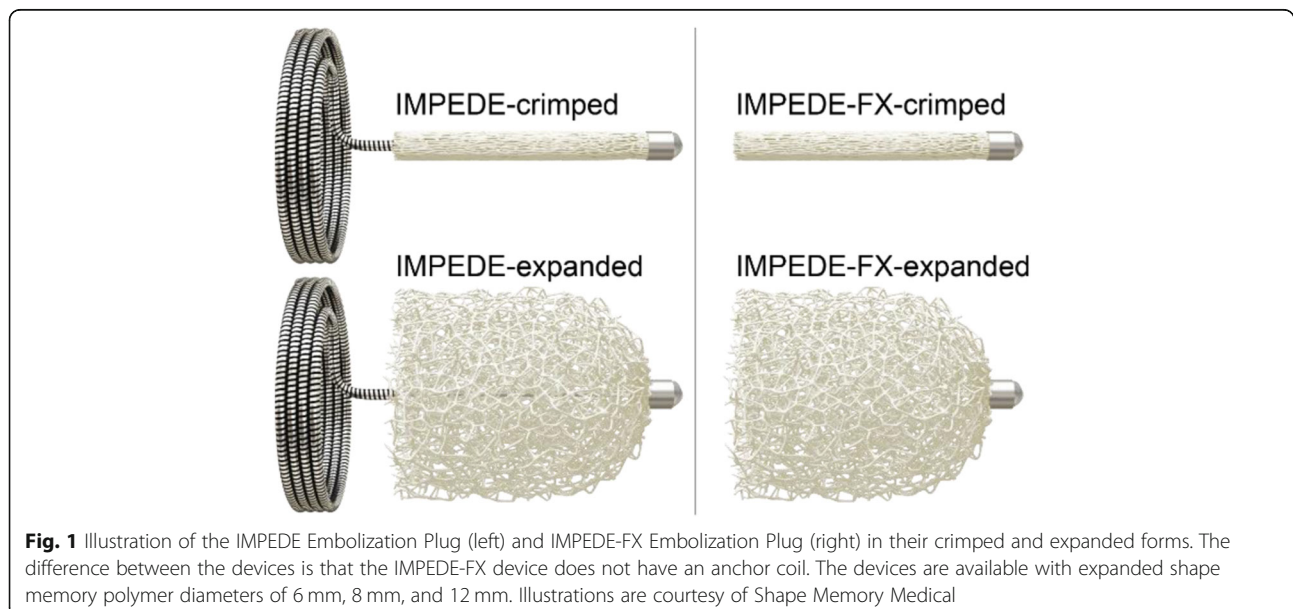 IMPEDE-crimped
IMPEDE-FX-crimped
IMPEDE-expanded
IMPEDE-FX-expanded
Fig. 1 Illustration of the IMPEDE Embolization Plug (left) and IMPEDE-FX Embolization Plug (right) in their crimped and expanded forms. The
difference between the devices is that the IMPEDE-FX device does not have an anchor coil. The devices are available with expanded shape
memory polymer diameters of 6 mm, 8 mm, and 12 mm. Illustrations are courtesy of Shape Memory Medical